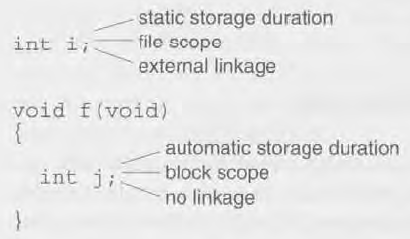 static storage duration
int i; file scope
external linkage
void f(void)
{
automatic storage duration
int j; block scope
no linkage
}